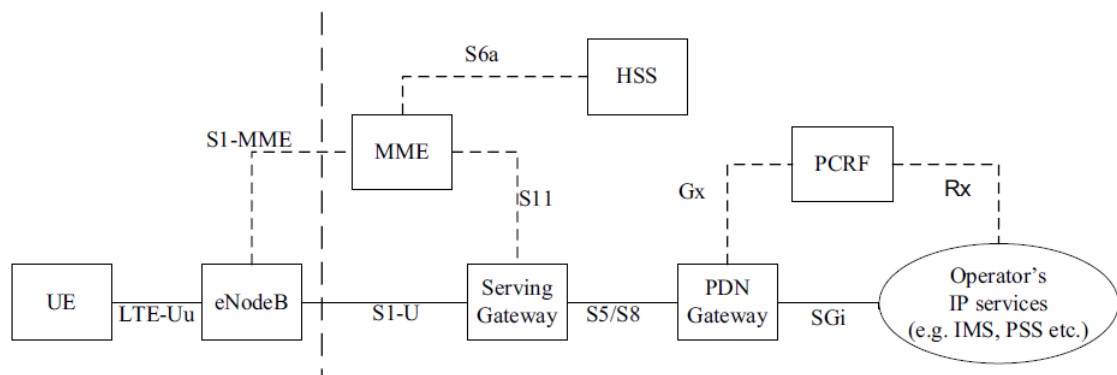 S6a
HSS
S1-MME
MME
PCRF
Gx
Rx
S11
UE
LTE-Uu
eNodeB
S1-U
Serving
Gateway
S5/S8
PDN
Gateway
SGi
Operator's
IP services
(e.g. IMS, PSS etc.)